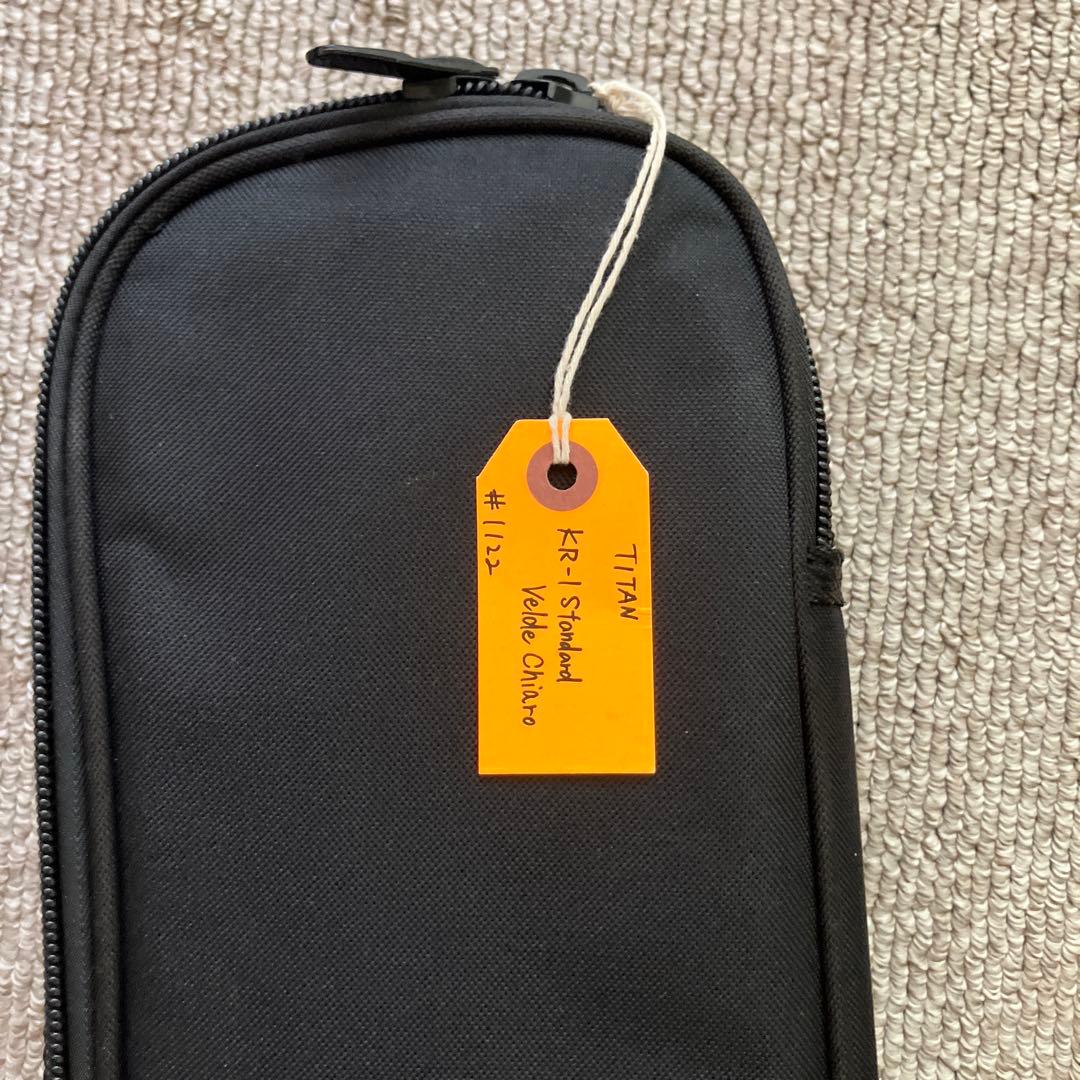 TITAN
KR-1 Standard
Velde Chiaro
#1122